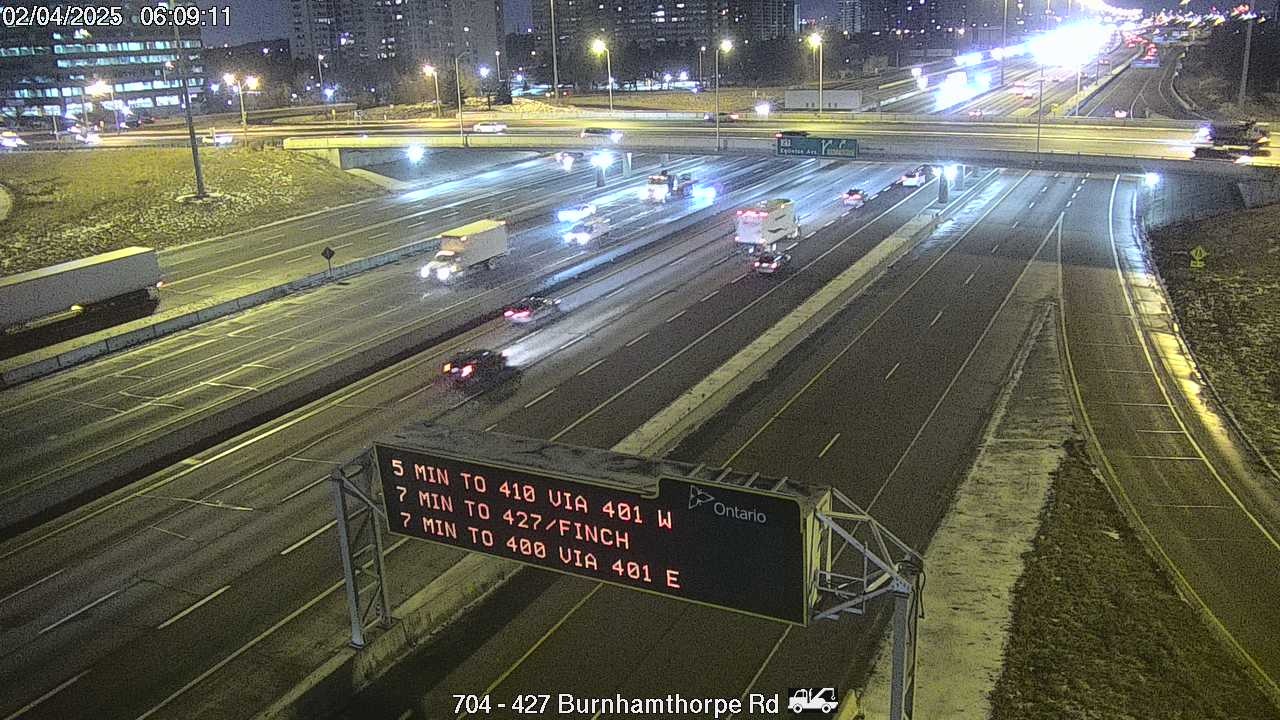 02/04/2025 06:09:11
Eglinton Ave.
5 MIN TO 410 VIA 401 W
7 MIN TO 427/FINCH
7 MIN TO 400 VIA 401 E
Ontario
704 - 427 Burnhamthorpe Rd